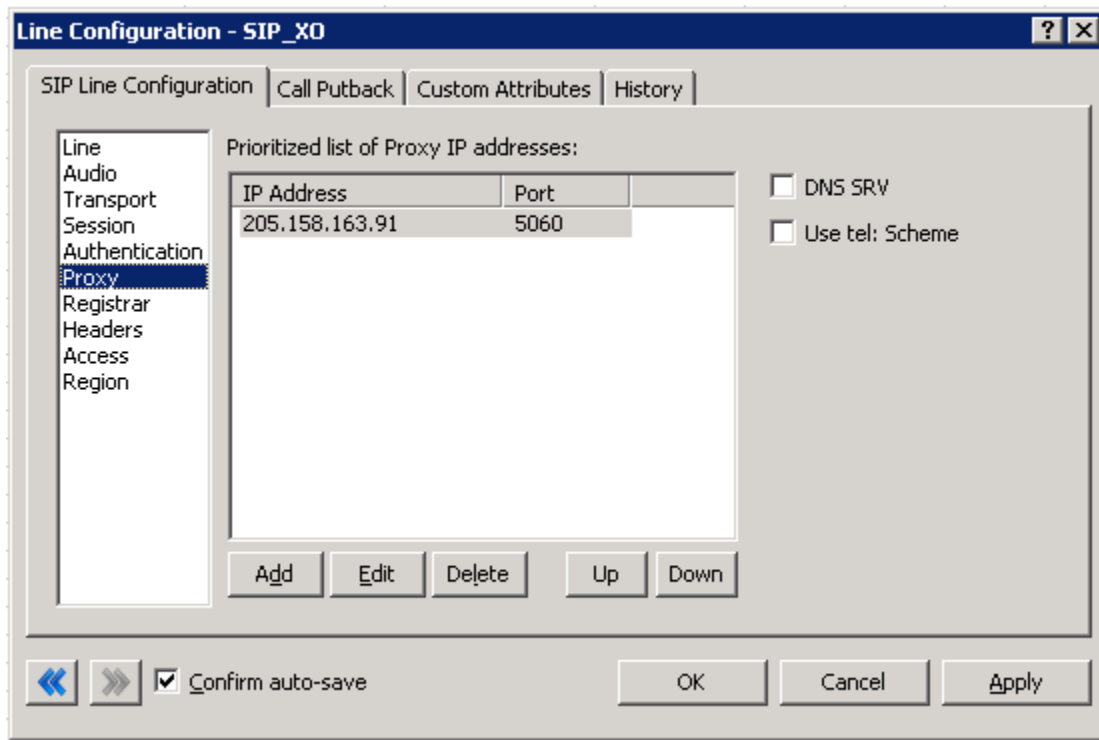 Line Configuration - SIP_XO
SIP Line Configuration
Call Putback
Custom Attributes
History
Line
Audio
Transport
Session
Authentication
Proxy
Registrar
Headers
Access
Region
Prioritized list of Proxy IP addresses:
IP Address Port
205.158.163.91 5060
DNS SRV
Use tel: Scheme
Add
Edit
Delete
Up
Down
Confirm auto-save
OK
Cancel
Apply